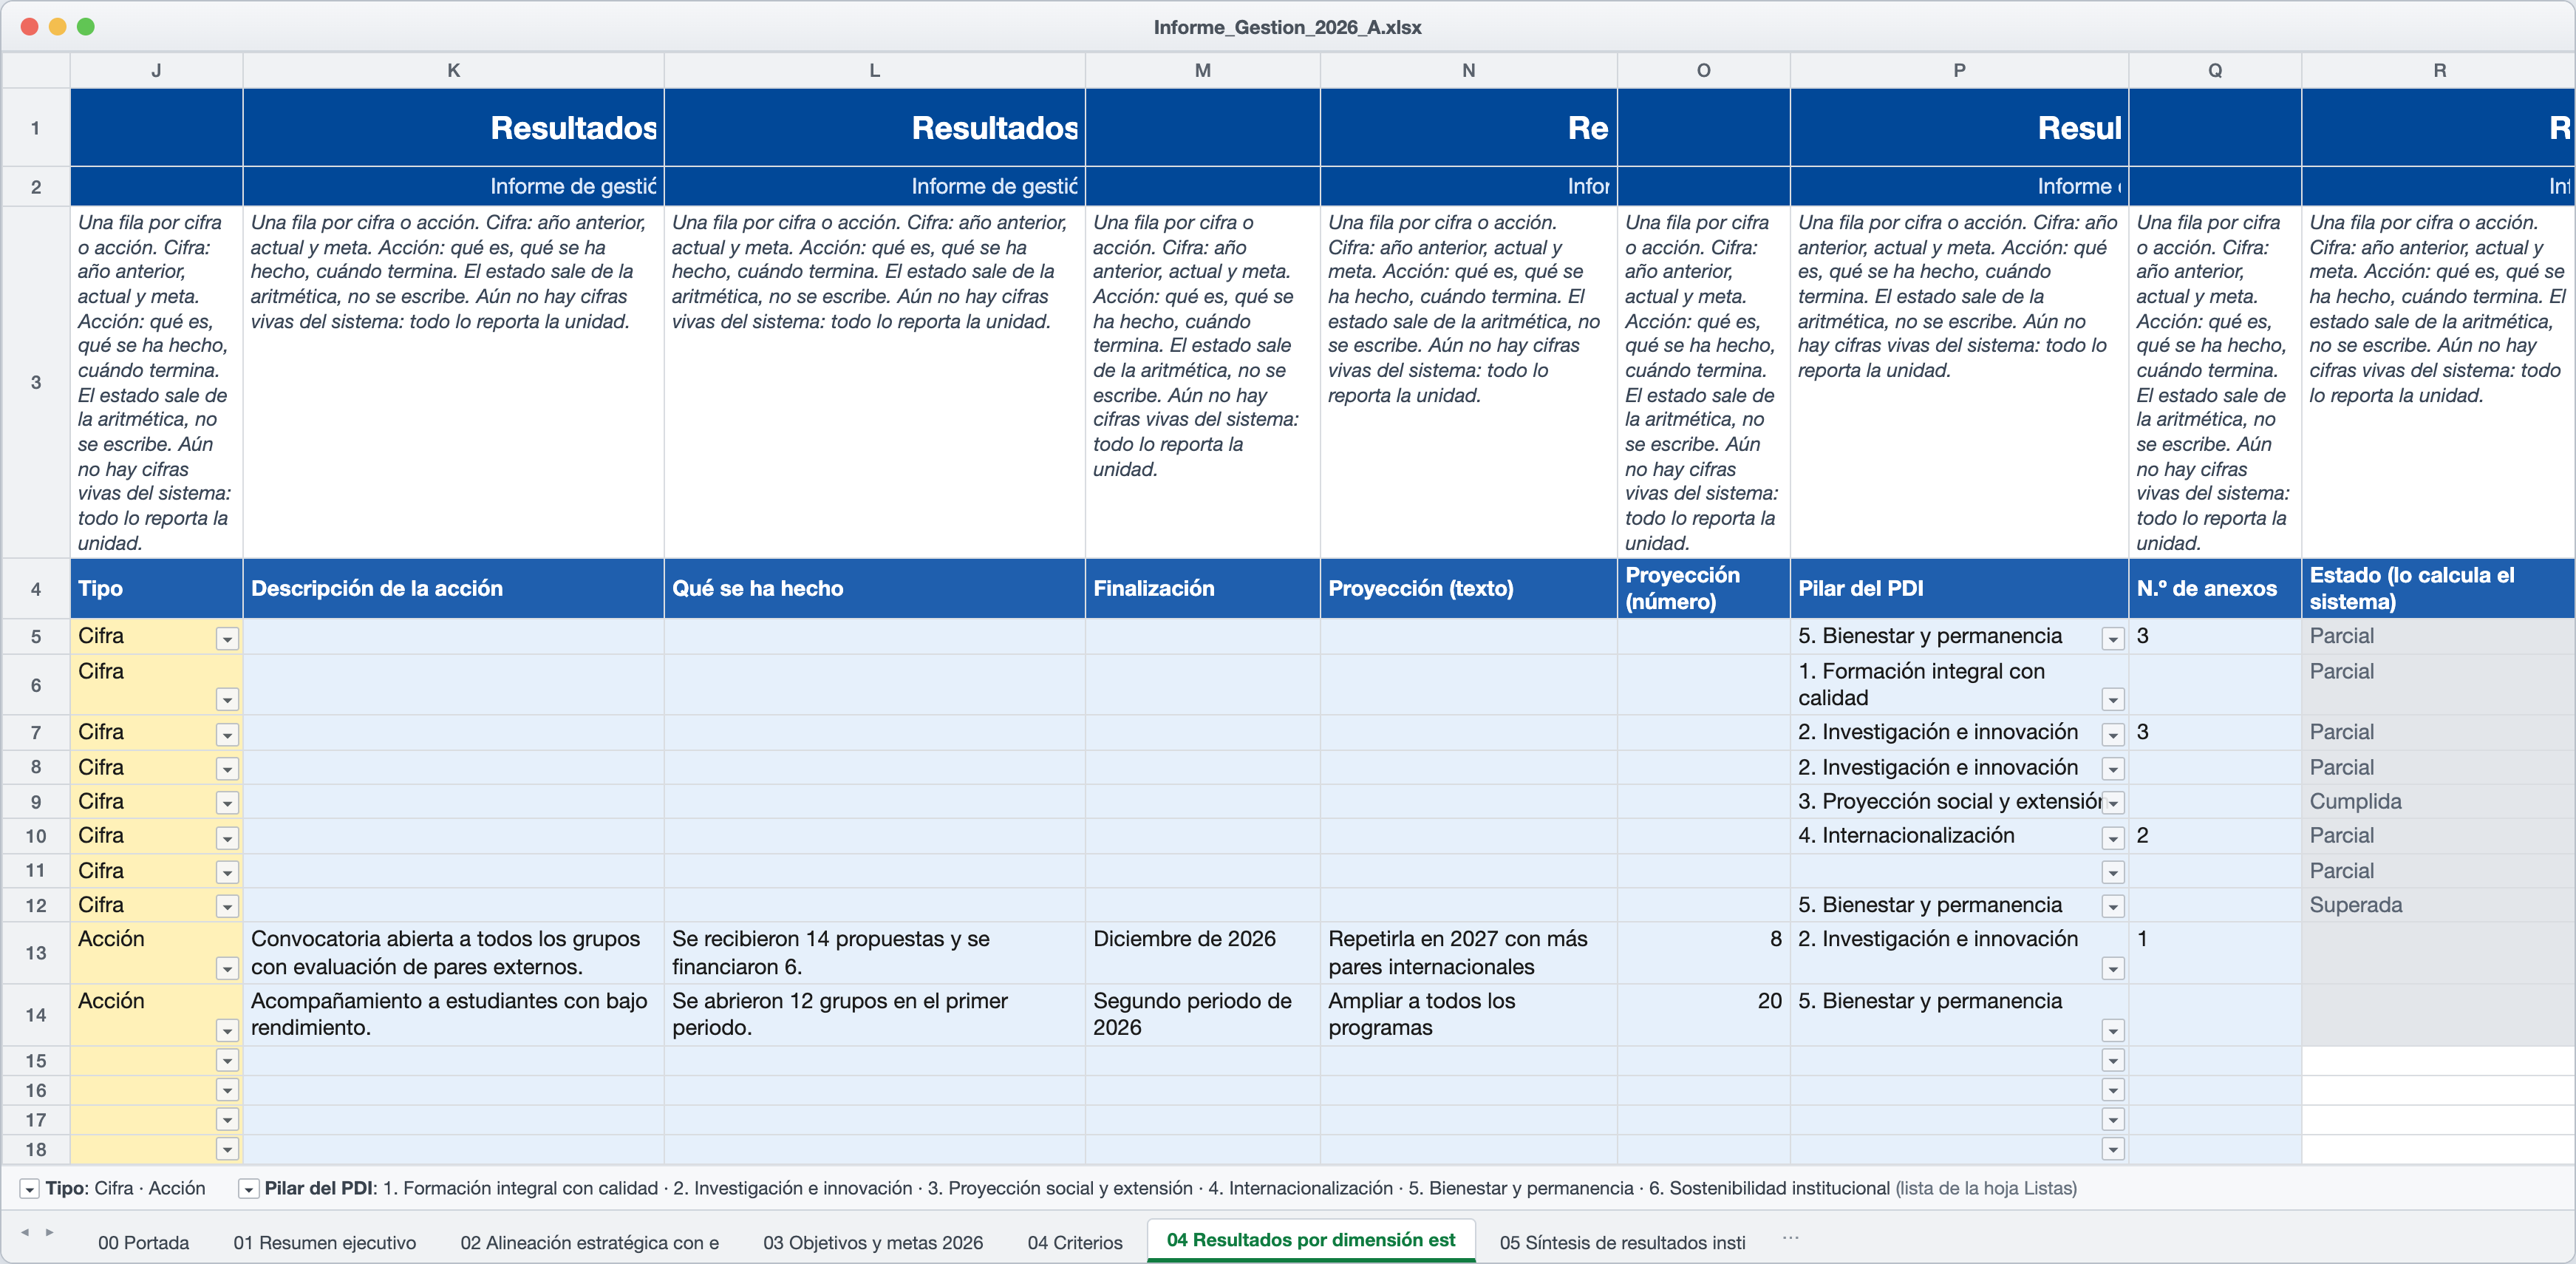 Informe_Gestion_2026_A.xlsx
J K L M N O P Q R
1 Resultados Resultados Re Resul R
2 Informe de gestió Informe de gestió Infor Informe
3
Una fila por cifra
o acción. Cifra:
año anterior,
actual y meta.
Acción: qué es,
qué se ha hecho,
cuándo termina.
El estado sale de
la aritmética, no
se escribe. Aún
no hay cifras
vivas del sistema:
todo lo reporta la
unidad.
Una fila por cifra o acción. Cifra: año anterior,
actual y meta. Acción: qué es, qué se ha
hecho, cuándo termina. El estado sale de la
aritmética, no se escribe. Aún no hay cifras
vivas del sistema: todo lo reporta la unidad.
Una fila por cifra o acción. Cifra: año anterior,
actual y meta. Acción: qué es, qué se ha
hecho, cuándo termina. El estado sale de la
aritmética, no se escribe. Aún no hay cifras
vivas del sistema: todo lo reporta la unidad.
Una fila por cifra o
acción. Cifra: año
anterior, actual y meta.
Acción: qué es, qué se
ha hecho, cuándo
termina. El estado sale
de la aritmética, no se
escribe. Aún no hay
cifras vivas del sistema:
todo lo reporta la
unidad.
Una fila por cifra o acción.
Cifra: año anterior, actual y
meta. Acción: qué es, qué se
ha hecho, cuándo termina. El
estado sale de la aritmética, no
se escribe. Aún no hay cifras
vivas del sistema: todo lo
reporta la unidad.
Una fila por cifra
o acción. Cifra:
año anterior,
actual y meta.
Acción: qué es,
qué se ha hecho,
cuándo termina.
El estado sale de
la aritmética, no
se escribe. Aún
no hay cifras
vivas del sistema:
todo lo reporta la
unidad.
Una fila por cifra o acción. Cifra: año
anterior, actual y meta. Acción: qué
es, qué se ha hecho, cuándo
termina. El estado sale de la
aritmética, no se escribe. Aún no
hay cifras vivas del sistema: todo lo
reporta la unidad.
Una fila por cifra
o acción. Cifra:
año anterior,
actual y meta.
Acción: qué es,
qué se ha hecho,
cuándo termina.
El estado sale de
la aritmética, no
se escribe. Aún
no hay cifras
vivas del sistema:
todo lo reporta la
unidad.
Una fila por cifra o acción.
Cifra: año anterior, actual y
meta. Acción: qué es, qué se
ha hecho, cuándo termina. El
estado sale de la aritmética,
no se escribe. Aún no hay
cifras vivas del sistema: todo
lo reporta la unidad.
4
Tipo
Descripción de la acción
Qué se ha hecho
Finalización
Proyección (texto)
Proyección
(número)
Pilar del PDI
N.º de anexos
Estado (lo calcula el
sistema)
5 Cifra 5. Bienestar y permanencia 3 Parcial
6 Cifra 1. Formación integral con
calidad
Parcial
7 Cifra 2. Investigación e innovación 3 Parcial
8 Cifra 2. Investigación e innovación Parcial
9 Cifra 3. Proyección social y extensión Cumplida
10 Cifra 4. Internacionalización 2 Parcial
11 Cifra Parcial
12 Cifra 5. Bienestar y permanencia Superada
13 Acción
Convocatoria abierta a todos los grupos
con evaluación de pares externos.
Se recibieron 14 propuestas y se
financiaron 6.
Diciembre de 2026
Repetirla en 2027 con más
pares internacionales
8
2. Investigación e innovación
1
14 Acción
Acompañamiento a estudiantes con bajo
rendimiento.
Se abrieron 12 grupos en el primer
periodo.
Segundo periodo de
2026
Ampliar a todos los
programas
20
5. Bienestar y permanencia
15
16
17
18
Tipo: Cifra · Acción Pilar del PDI: 1. Formación integral con calidad · 2. Investigación e innovación · 3. Proyección social y extensión · 4. Internacionalización · 5. Bienestar y permanencia · 6. Sostenibilidad institucional (lista de la hoja Listas)
00 Portada 01 Resumen ejecutivo 02 Alineación estratégica con e 03 Objetivos y metas 2026 04 Criterios 04 Resultados por dimensión est 05 Síntesis de resultados insti ...